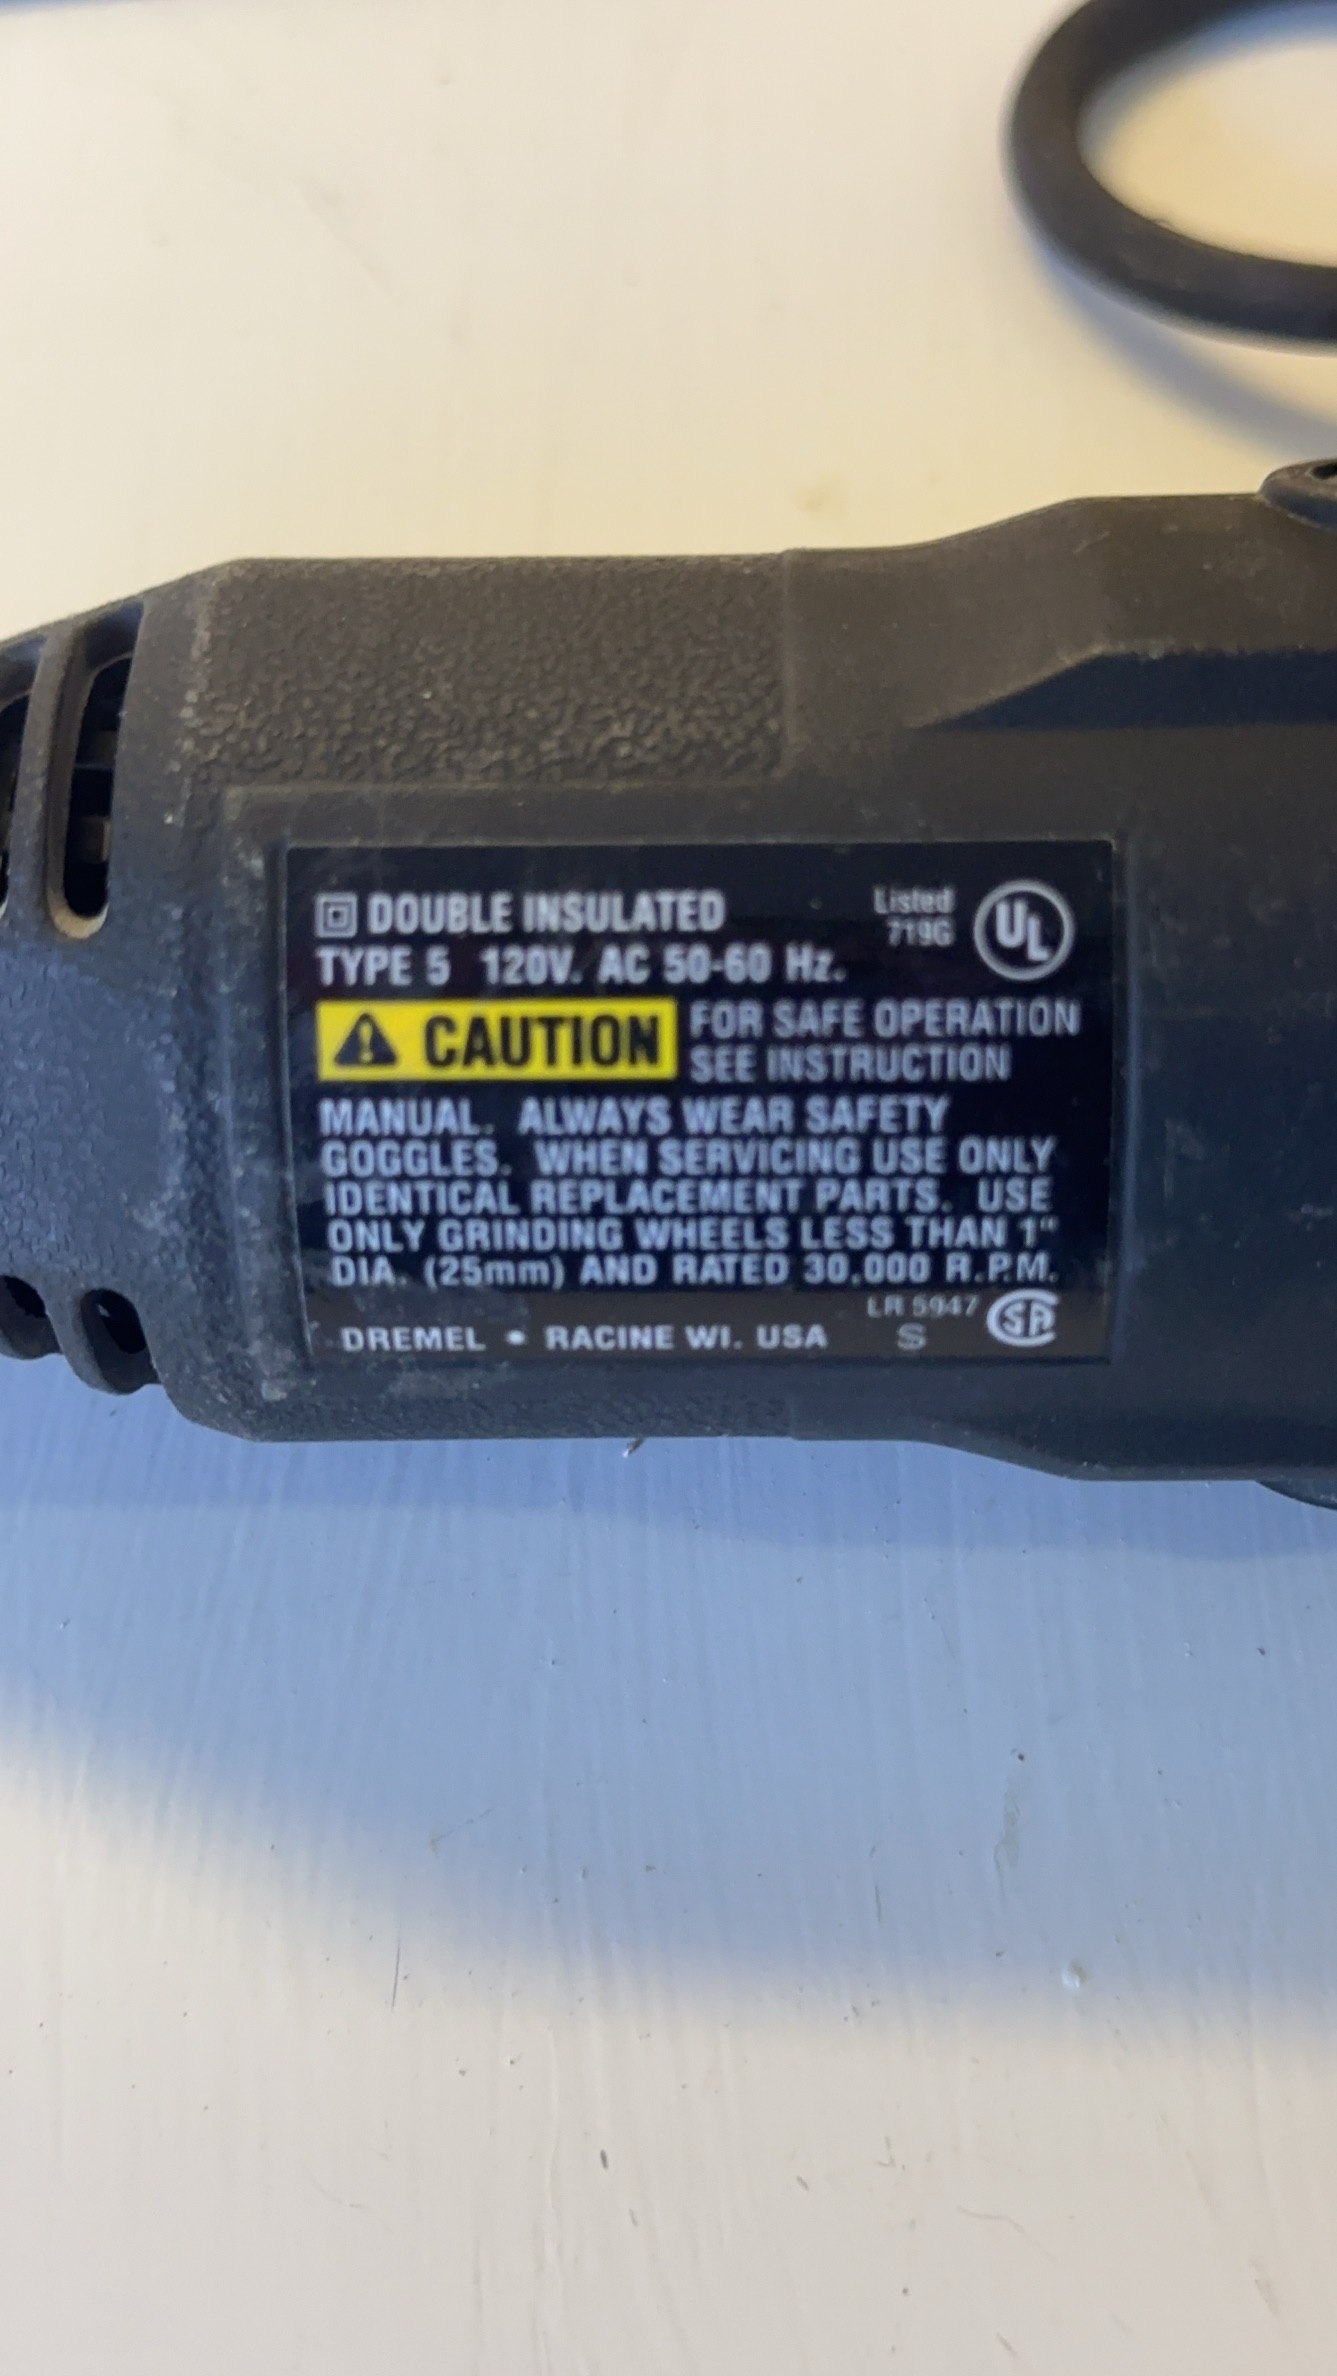 DOUBLE INSULATED
Listed
719G
UL
TYPE 5 120V. AC 50-60 Hz.
CAUTION FOR SAFE OPERATION
SEE INSTRUCTION
MANUAL. ALWAYS WEAR SAFETY
GOGGLES. WHEN SERVICING USE ONLY
IDENTICAL REPLACEMENT PARTS. USE
ONLY GRINDING WHEELS LESS THAN 1"
DIA. (25mm) AND RATED 30,000 R.P.M.
LR 5947
DREMEL • RACINE WI. USA S SA